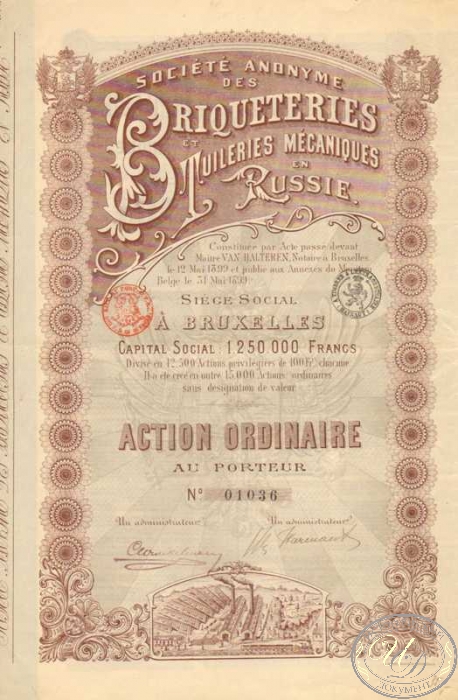 SOCIÉTÉ ANONYME
DES
BRIQUETERIES
ET
TUILERIES MÉCANIQUES
EN
RUSSIE.
Constituée par Acte passé devant
Maître VAN HALTEREN, Notaire à Bruxelles
le 12 Mai 1899 et publié aux Annexes du
Belge le 31 Mai 1899
SIÈGE SOCIAL
À BRUXELLES
CAPITAL SOCIAL: 1.250.000 FRANCS
Divisé en 12,500 Actions privilégiées de 100 Frs chacune
Il a été créé en outre 15,000 Actions ordinaires
sans désignation de valeur
ACTION ORDINAIRE
AU PORTEUR
No 01036
Un administrateur Un administrateur
ДОКУМЕНТ